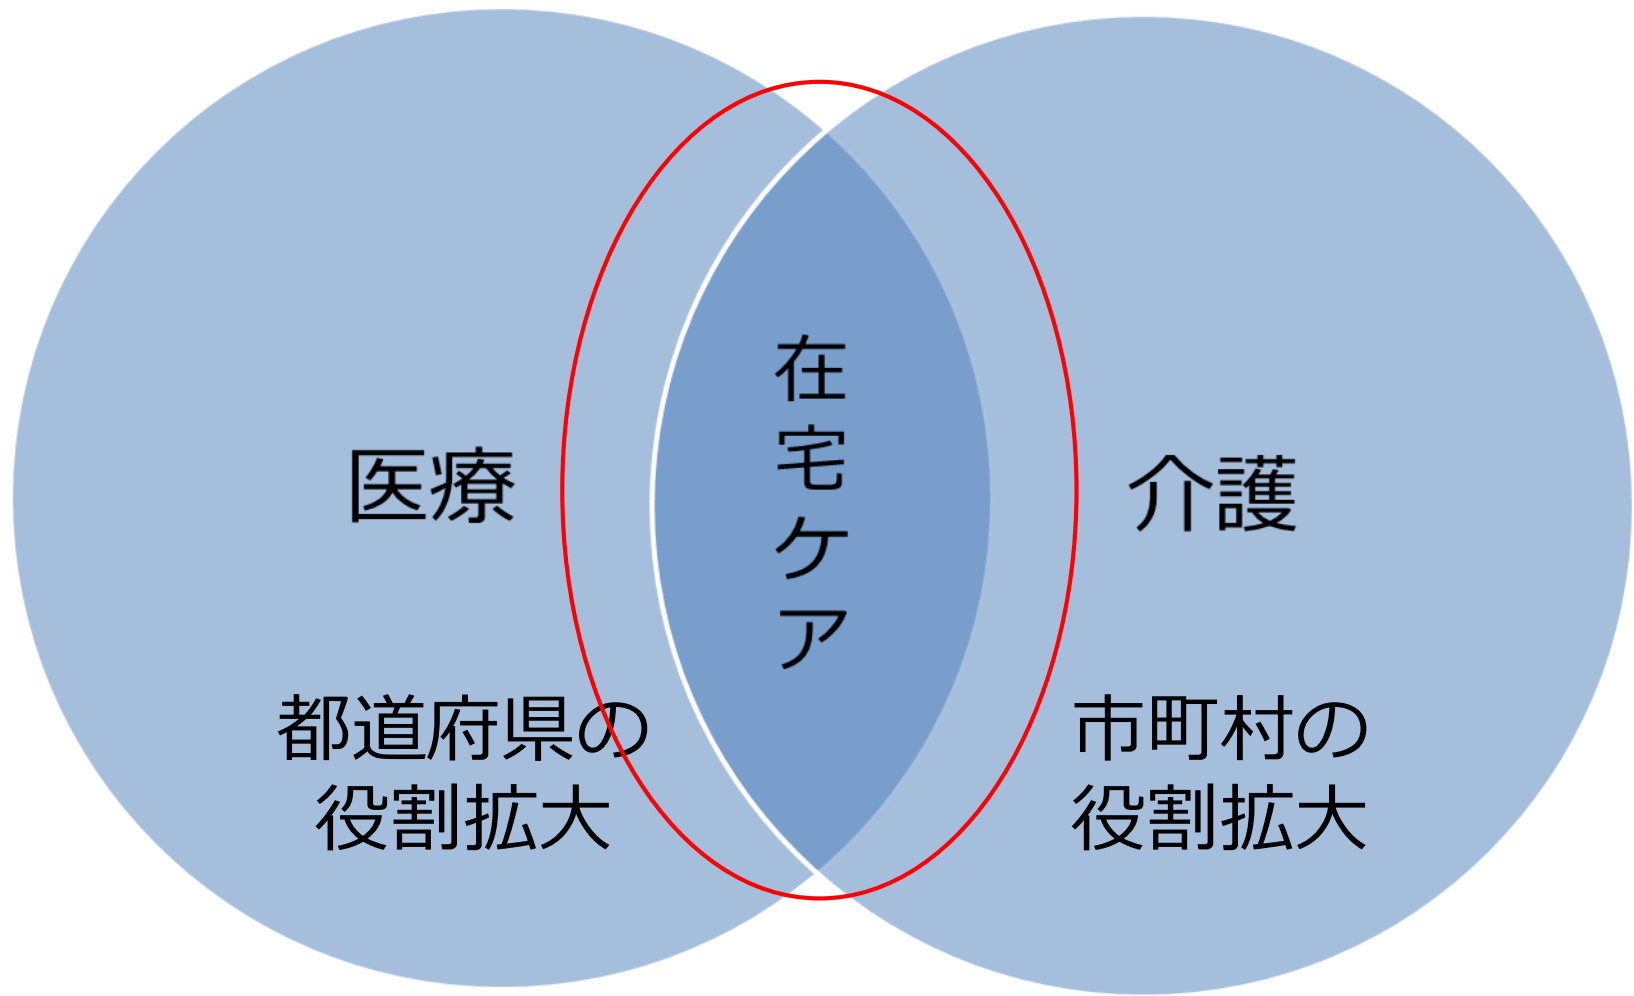 医療
都道府県の
役割拡大
在宅ケア
介護
市町村の
役割拡大